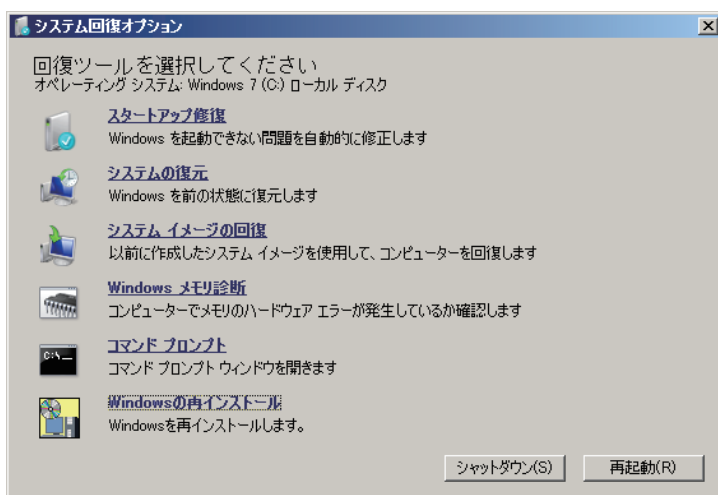 システム回復オプション
回復ツールを選択してください
オペレーティング システム: Windows 7 (C:) ローカル ディスク
スタートアップ修復
Windows を起動できない問題を自動的に修正します
システムの復元
Windows を前の状態に復元します
システム イメージの回復
以前に作成したシステム イメージを使用して、コンピューターを回復します
Windows メモリ診断
コンピューターでメモリのハードウェア エラーが発生しているか確認します
C:\_
コマンド プロンプト
コマンド プロンプト ウィンドウを開きます
Windowsの再インストール
Windowsを再インストールします。
シャットダウン(S) 再起動(R)